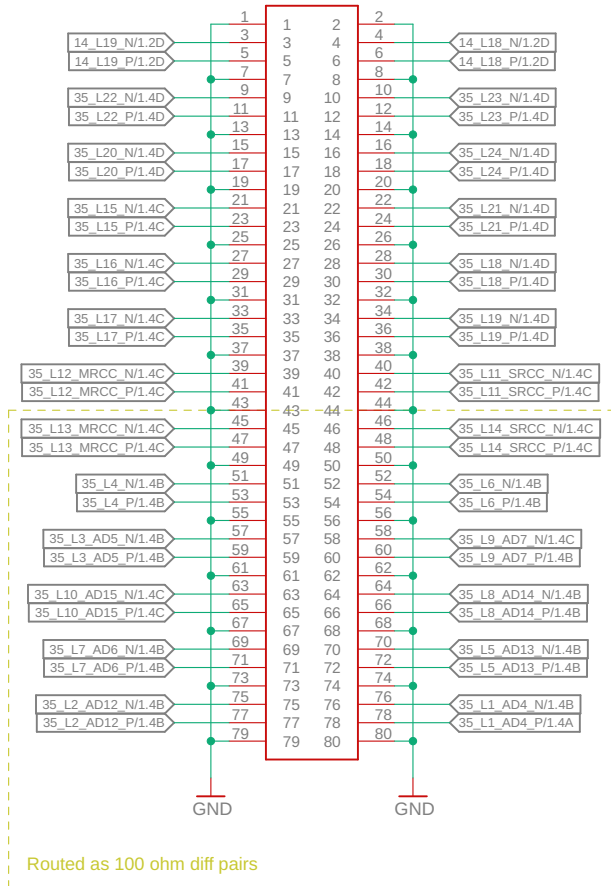 1 1 2 2
14_L19_N/1.2D 3 3 4 4 14_L18_N/1.2D
14_L19_P/1.2D 5 5 6 6 14_L18_P/1.2D
7 7 8 8
35_L22_N/1.4D 9 9 10 10 35_L23_N/1.4D
35_L22_P/1.4D 11 11 12 12 35_L23_P/1.4D
13 13 14 14
35_L20_N/1.4D 15 15 16 16 35_L24_N/1.4D
35_L20_P/1.4D 17 17 18 18 35_L24_P/1.4D
19 19 20 20
35_L15_N/1.4C 21 21 22 22 35_L21_N/1.4D
35_L15_P/1.4C 23 23 24 24 35_L21_P/1.4D
25 25 26 26
35_L16_N/1.4C 27 27 28 28 35_L18_N/1.4D
35_L16_P/1.4C 29 29 30 30 35_L18_P/1.4D
31 31 32 32
35_L17_N/1.4C 33 33 34 34 35_L19_N/1.4D
35_L17_P/1.4C 35 35 36 36 35_L19_P/1.4D
37 37 38 38
35_L12_MRCC_N/1.4C 39 39 40 40 35_L11_SRCC_N/1.4C
35_L12_MRCC_P/1.4C 41 41 42 42 35_L11_SRCC_P/1.4C
43 43 44 44
35_L13_MRCC_N/1.4C 45 45 46 46 35_L14_SRCC_N/1.4C
35_L13_MRCC_P/1.4C 47 47 48 48 35_L14_SRCC_P/1.4C
49 49 50 50
35_L4_N/1.4B 51 51 52 52 35_L6_N/1.4B
35_L4_P/1.4B 53 53 54 54 35_L6_P/1.4B
55 55 56 56
35_L3_AD5_N/1.4B 57 57 58 58 35_L9_AD7_N/1.4C
35_L3_AD5_P/1.4B 59 59 60 60 35_L9_AD7_P/1.4B
61 61 62 62
35_L10_AD15_N/1.4C 63 63 64 64 35_L8_AD14_N/1.4B
35_L10_AD15_P/1.4C 65 65 66 66 35_L8_AD14_P/1.4B
67 67 68 68
35_L7_AD6_N/1.4B 69 69 70 70 35_L5_AD13_N/1.4B
35_L7_AD6_P/1.4B 71 71 72 72 35_L5_AD13_P/1.4B
73 73 74 74
35_L2_AD12_N/1.4B 75 75 76 76 35_L1_AD4_N/1.4B
35_L2_AD12_P/1.4B 77 77 78 78 35_L1_AD4_P/1.4A
79 79 80 80
GND GND
Routed as 100 ohm diff pairs